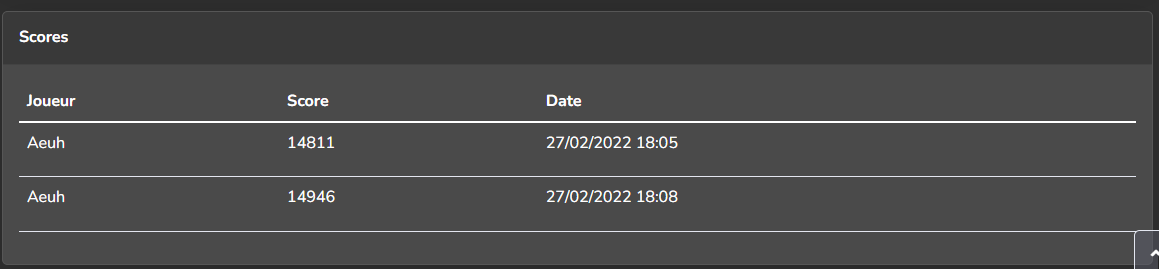 Scores
Joueur Score Date
Aeuh 14811 27/02/2022 18:05
Aeuh 14946 27/02/2022 18:08